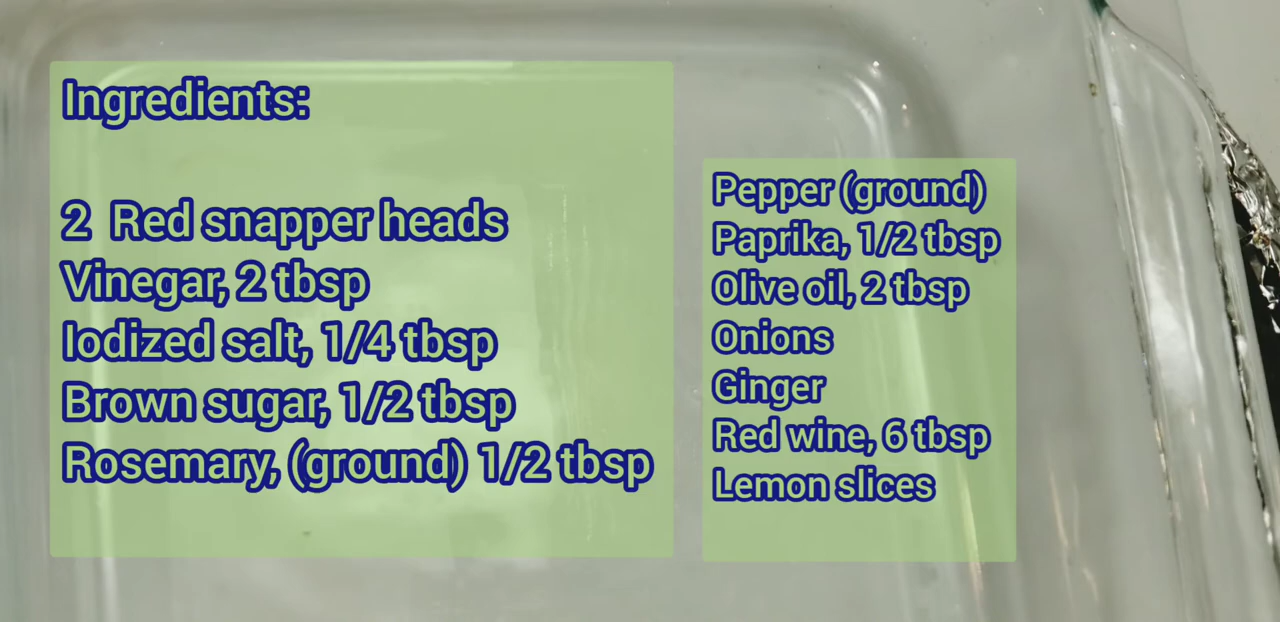 Ingredients:
2 Red snapper heads
Vinegar, 2 tbsp
Iodized salt, 1/4 tbsp
Brown sugar, 1/2 tbsp
Rosemary, (ground) 1/2 tbsp
Pepper (ground)
Paprika, 1/2 tbsp
Olive oil, 2 tbsp
Onions
Ginger
Red wine, 6 tbsp
Lemon slices